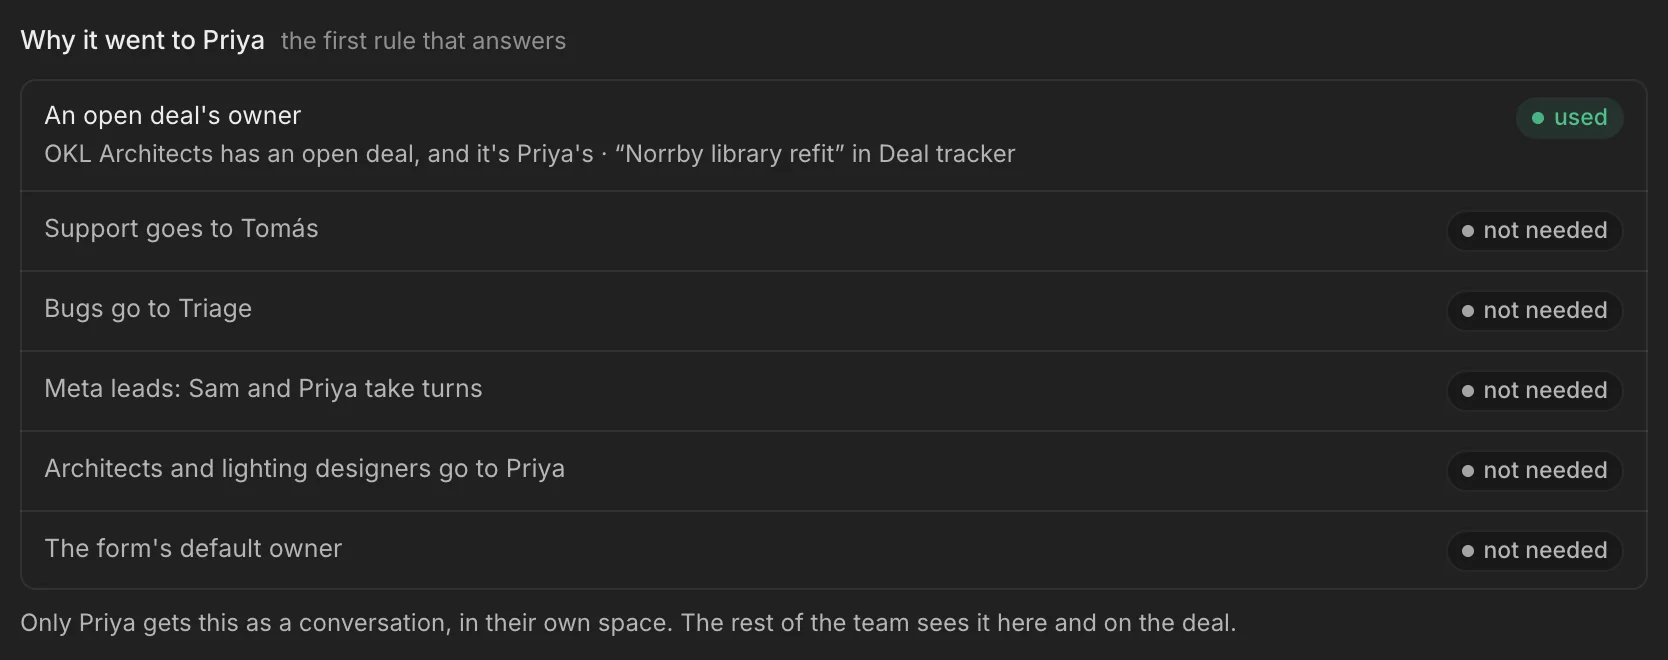 Why it went to Priya the first rule that answers
An open deal's owner
used
OKL Architects has an open deal, and it's Priya's · “Norrby library refit” in Deal tracker
Support goes to Tomás
not needed
Bugs go to Triage
not needed
Meta leads: Sam and Priya take turns
not needed
Architects and lighting designers go to Priya
not needed
The form's default owner
not needed
Only Priya gets this as a conversation, in their own space. The rest of the team sees it here and on the deal.